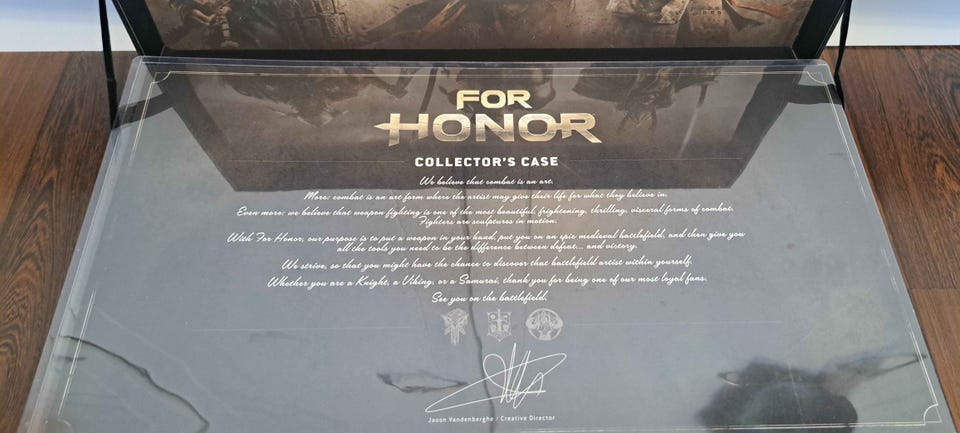 FOR
HONOR
COLLECTOR'S CASE
We believe that combat is an art.
More: combat is an art form where the artist may give their life for what they believe in.
Even more: we believe that weapon fighting is one of the most beautiful, frightening, thrilling, visceral forms of combat.
Fighters are sculptures in motion.
With For Honor, our purpose is to put a weapon in your hand, put you on an epic medieval battlefield, and then give you
all the tools you need to be the difference between defeat... and victory.
We strive, so that you might have the chance to discover that battlefield artist within yourself.
Whether you are a Knight, a Viking, or a Samurai, thank you for being one of our most loyal fans.
See you on the battlefield.
Jason Vandenberghe / Creative Director